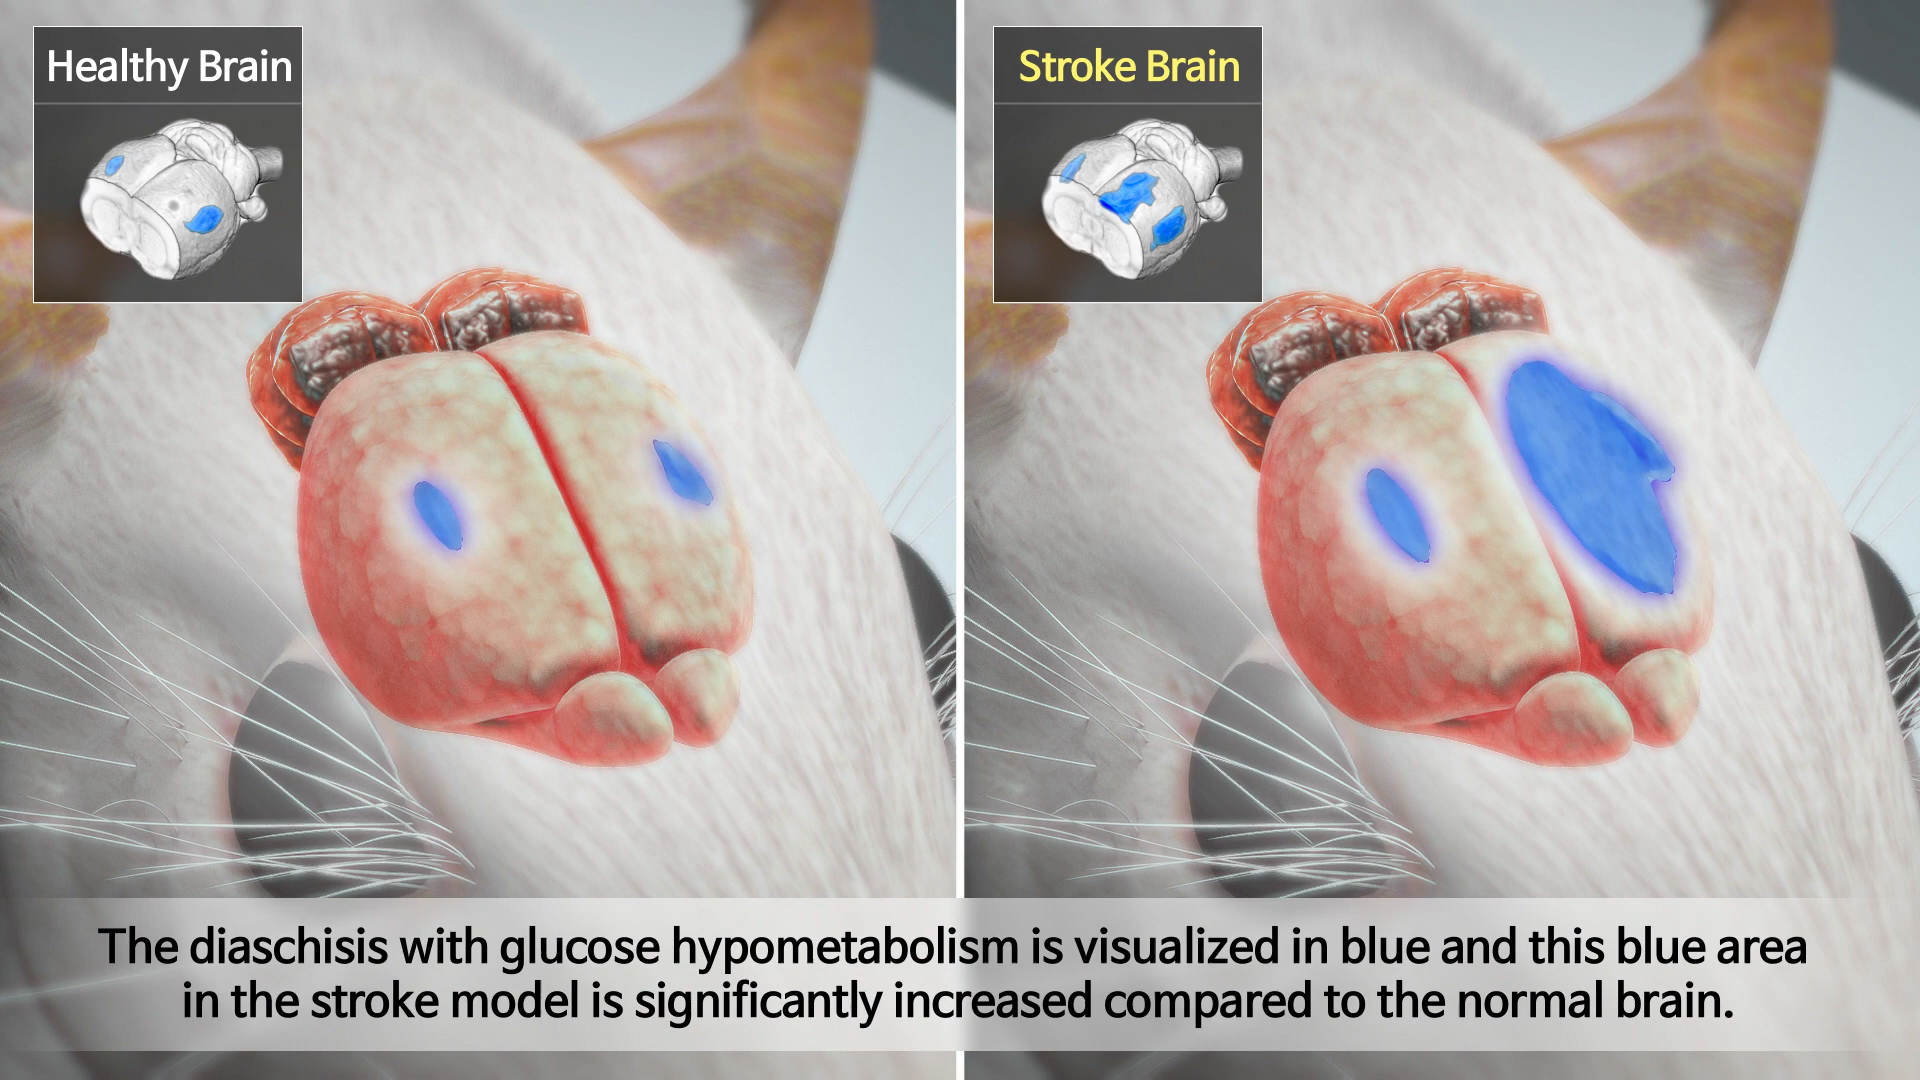 Healthy Brain
Stroke Brain
The diaschisis with glucose hypometabolism is visualized in blue and this blue area
in the stroke model is significantly increased compared to the normal brain.